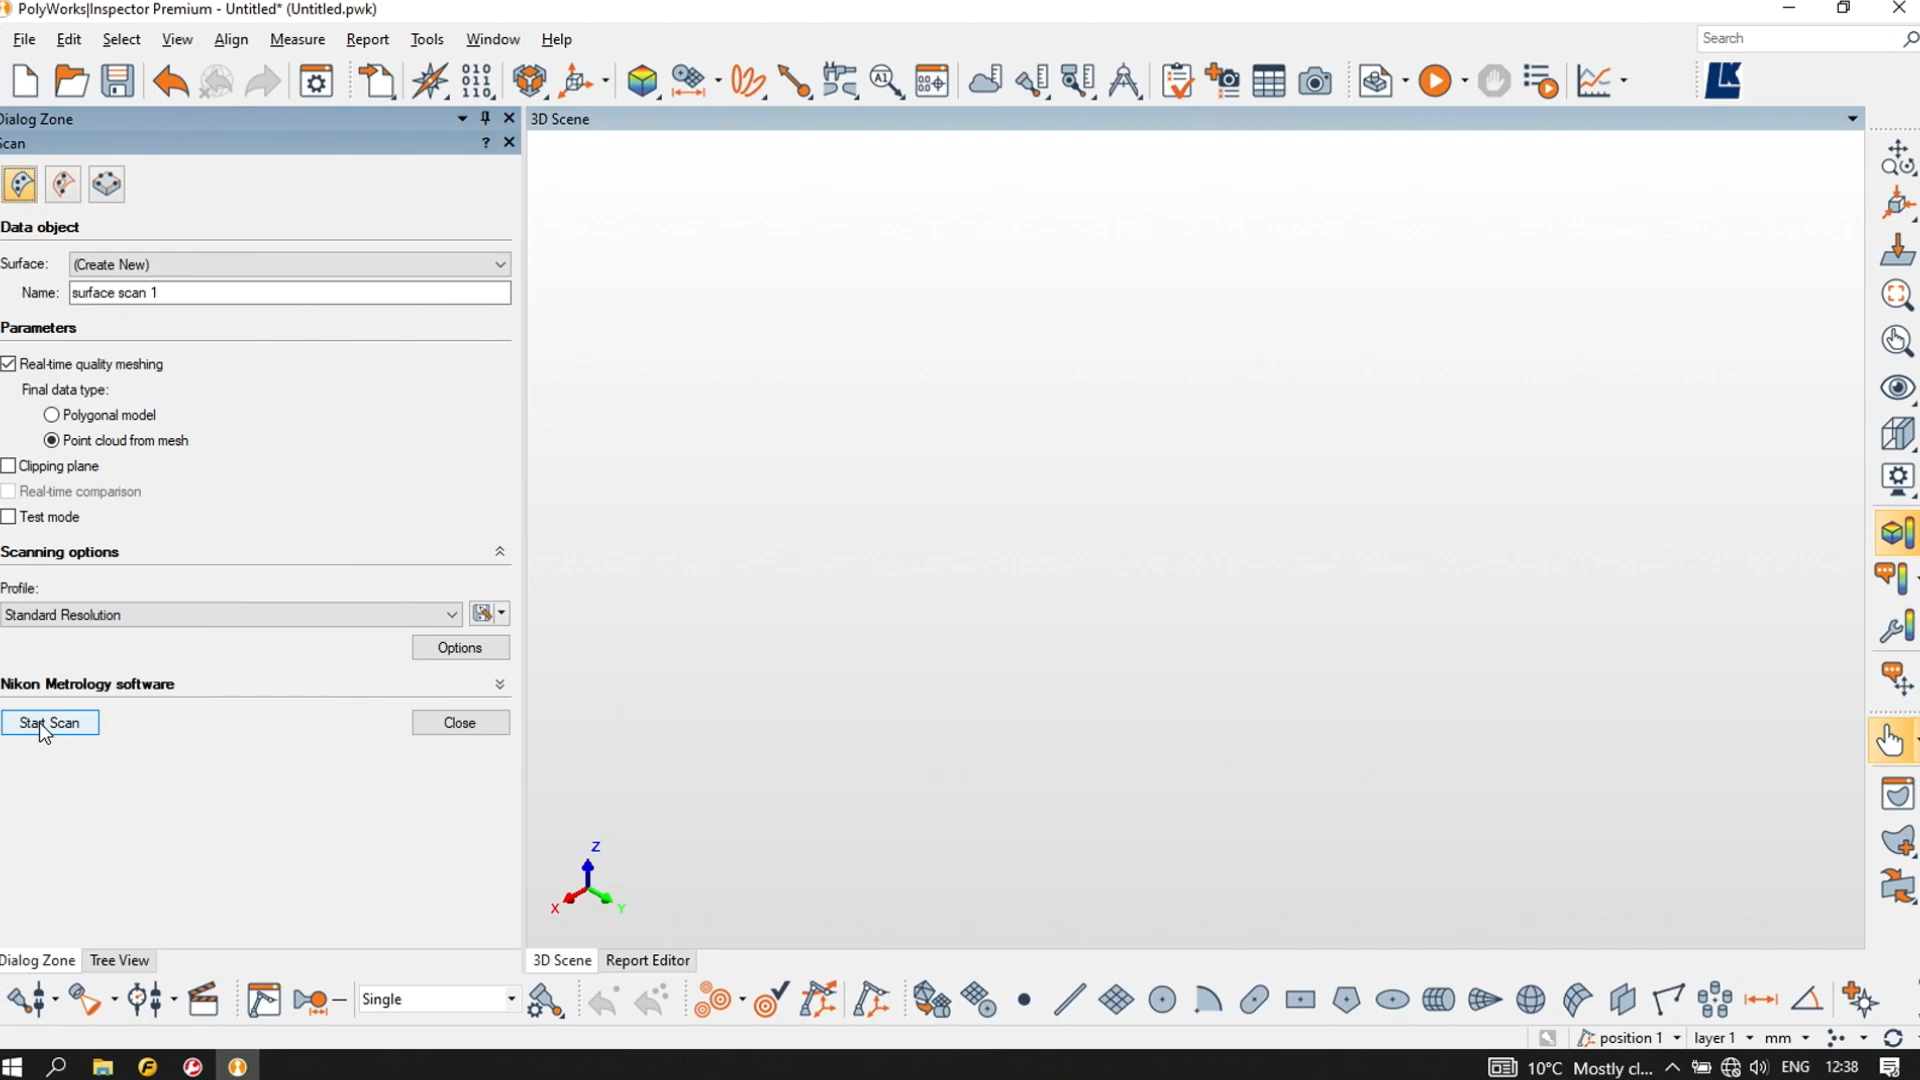 PolyWorks|Inspector Premium - Untitled* (Untitled.pwk)
File Edit Select View Align Measure Report Tools Window Help
Search
Dialog Zone
3D Scene
Scan
Data object
Surface: (Create New)
Name: surface scan 1
Parameters
Real-time quality meshing
Final data type:
Polygonal model
Point cloud from mesh
Clipping plane
Real-time comparison
Test mode
Scanning options
Profile:
Standard Resolution
Options
Nikon Metrology software
Start Scan
Close
Z
X
Y
Dialog Zone Tree View
3D Scene Report Editor
Single
position 1 layer 1 mm
10°C Mostly cl... ENG 12:38